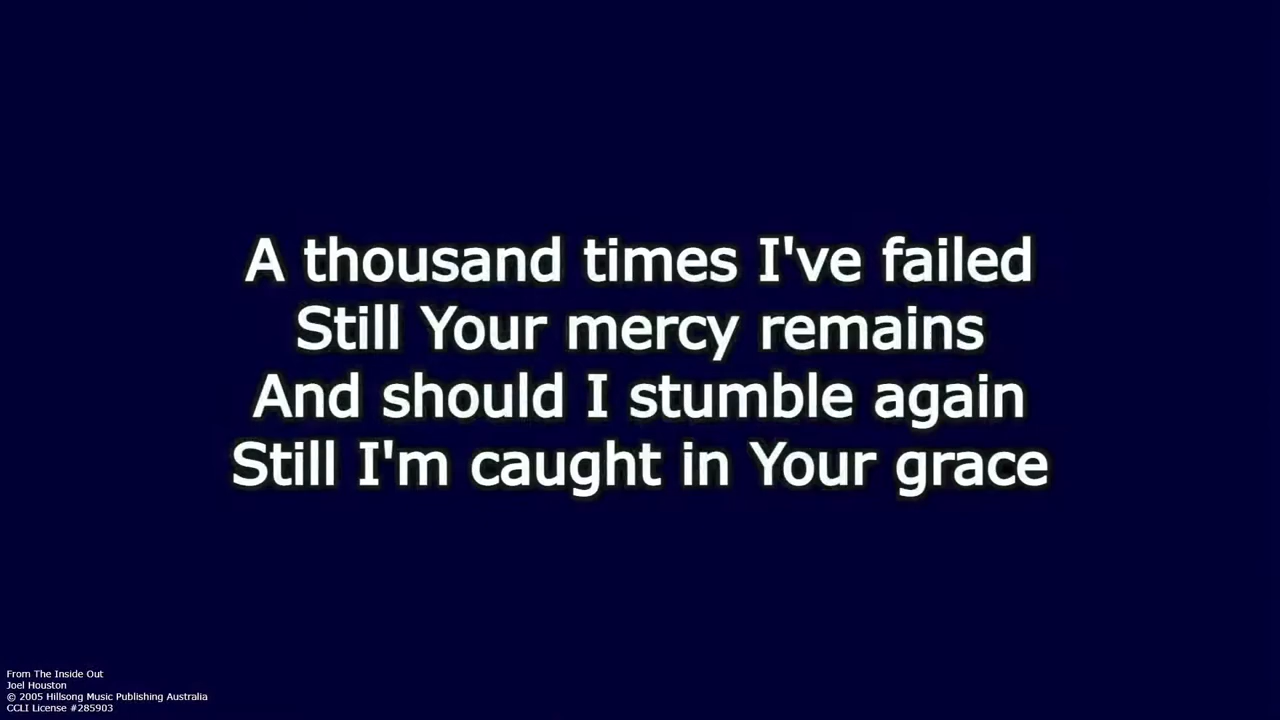 A thousand times I've failed
Still Your mercy remains
And should I stumble again
Still I'm caught in Your grace
From The Inside Out
Joel Houston
© 2005 Hillsong Music Publishing Australia
CCLI License #285903